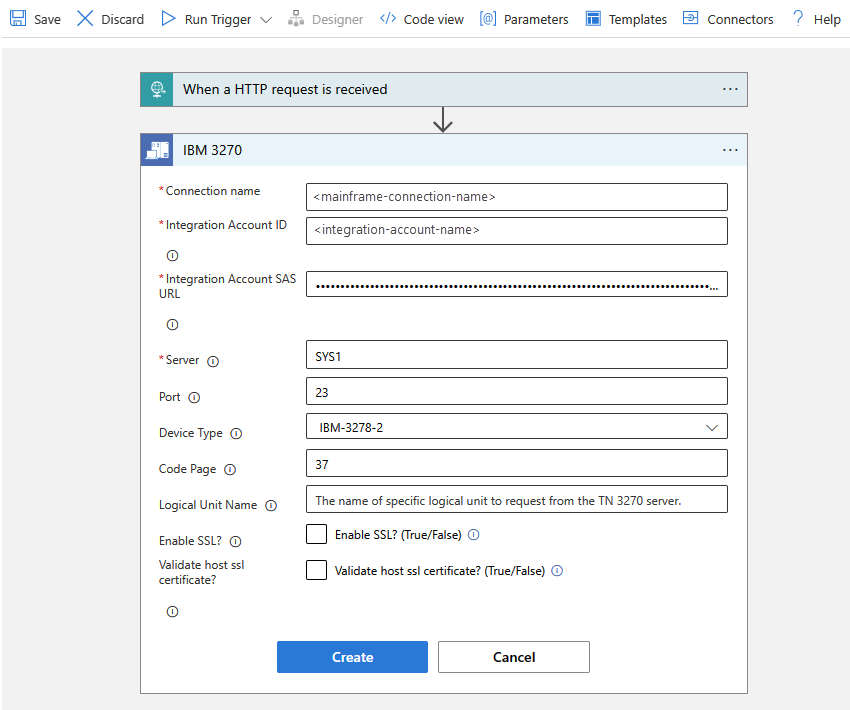 Save Discard Run Trigger Designer Code view Parameters Templates Connectors Help
When a HTTP request is received
IBM 3270
*Connection name <mainframe-connection-name>
*Integration Account ID <integration-account-name>
*Integration Account SAS
URL
*Server SYS1
Port 23
Device Type IBM-3278-2
Code Page 37
Logical Unit Name The name of specific logical unit to request from the TN 3270 server.
Enable SSL? Enable SSL? (True/False)
Validate host ssl
certificate? Validate host ssl certificate? (True/False)
Create Cancel